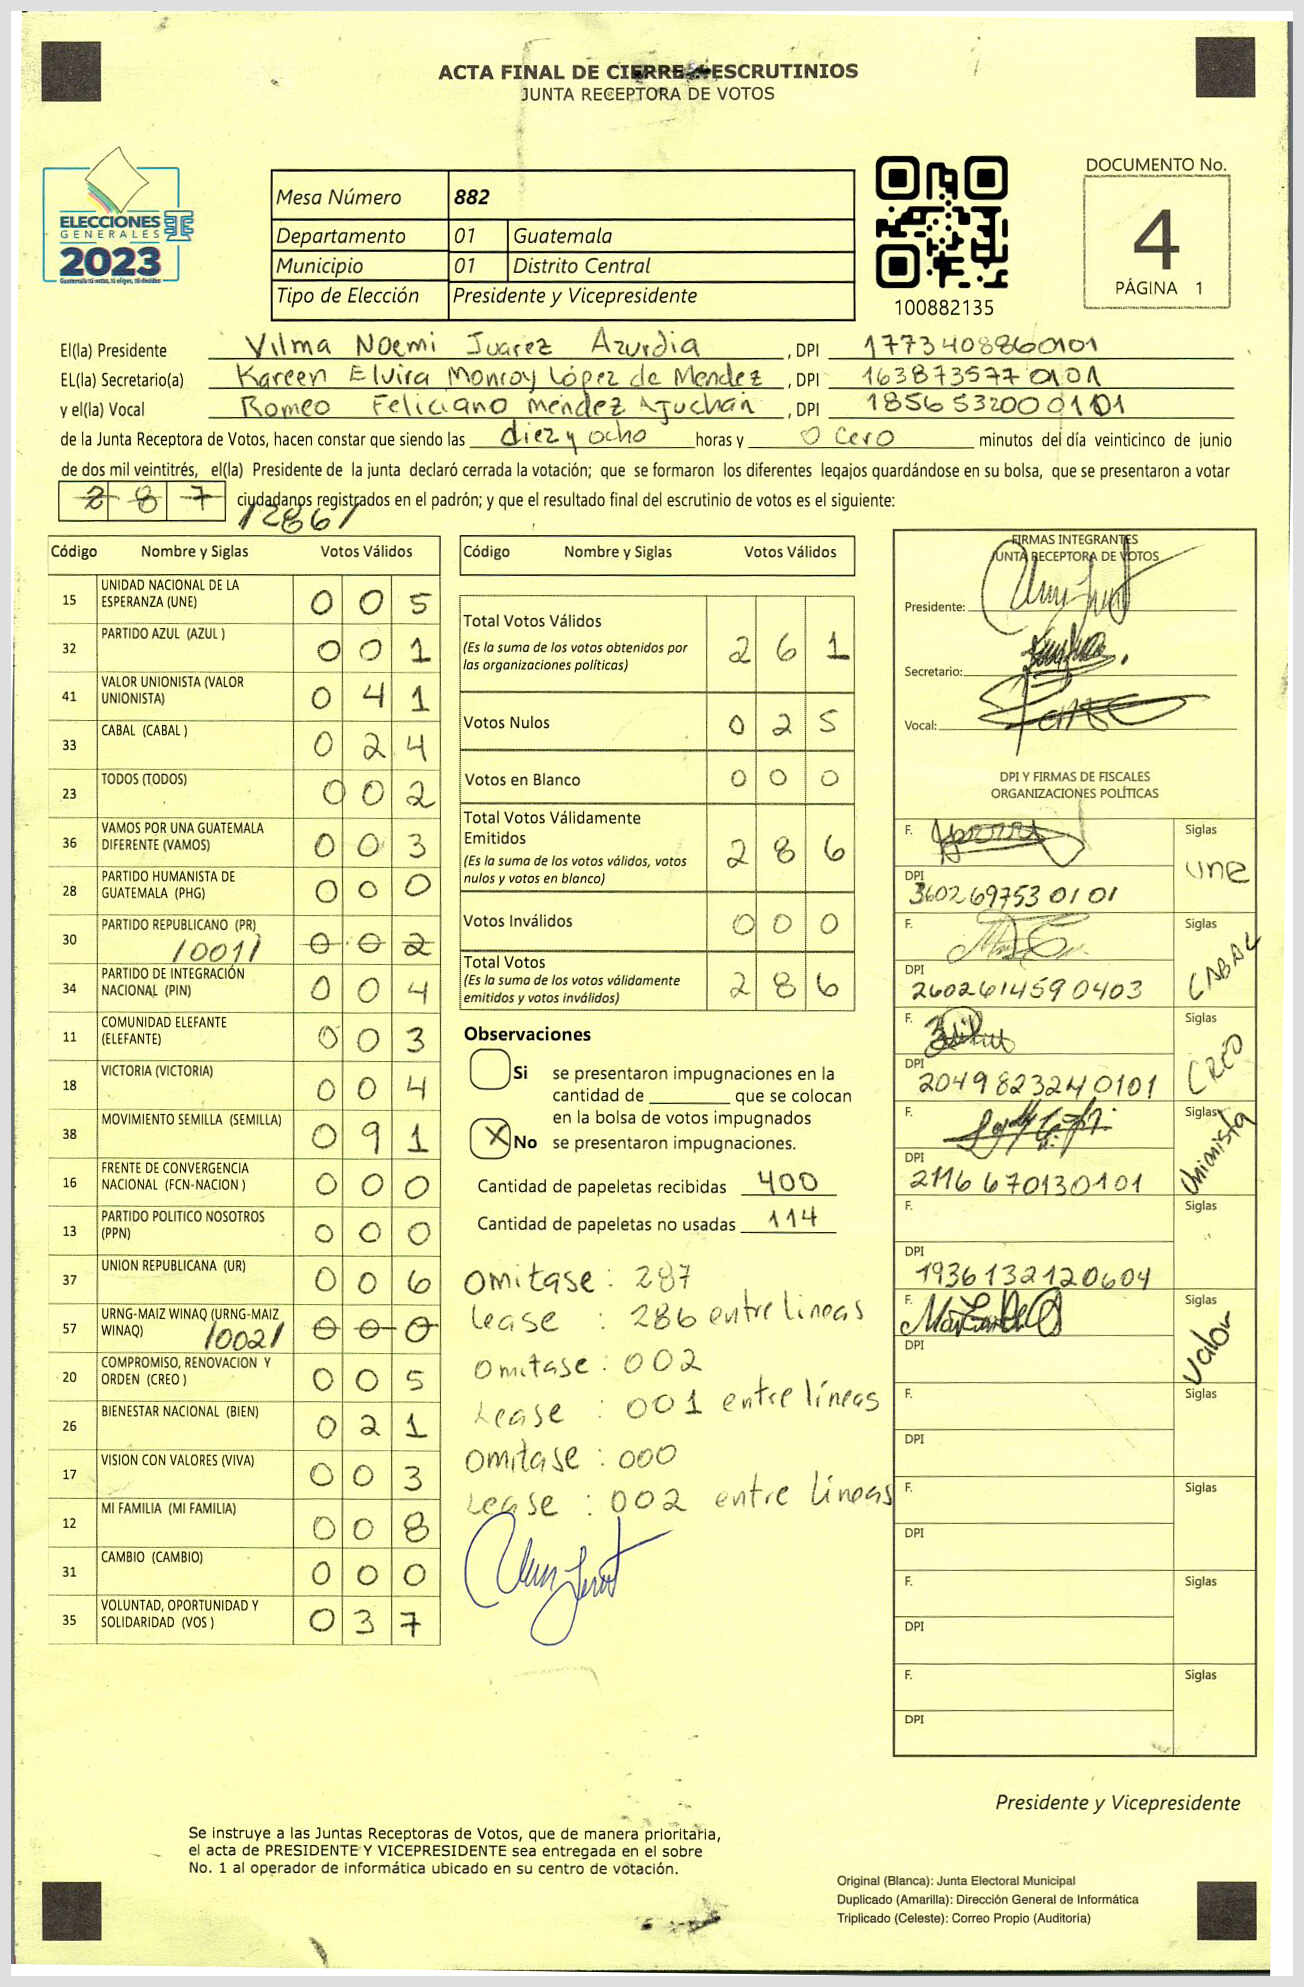 ACTA FINAL DE CIERRE ESCRUTINIOS
JUNTA RECEPTORA DE VOTOS
ELECCIONES
GENERALES
2023
Mesa Número 882
Departamento 01 Guatemala
Municipio 01 Distrito Central
Tipo de Elección Presidente y Vicepresidente
100882135
DOCUMENTO No.
4
PÁGINA 1
El(la) Presidente Vilma Noemi Juarez Azurdia , DPI 1773408860101
EL(la) Secretario(a) Kareen Elvira Monroy López de Mendez , DPI 1638735770101
y el(la) Vocal Romeo Feliciano Méndez Ajuchan , DPI 1856532000101
de la Junta Receptora de Votos, hacen constar que siendo las diez y ocho horas y 0 cero minutos del día veinticinco de junio
de dos mil veintitrés, el(la) Presidente de la junta declaró cerrada la votación; que se formaron los diferentes legajos guardándose en su bolsa, que se presentaron a votar
287 ciudadanos registrados en el padrón; y que el resultado final del escrutinio de votos es el siguiente:
/286/
Código Nombre y Siglas Votos Válidos
15 UNIDAD NACIONAL DE LA
ESPERANZA (UNE) 0 0 5
32 PARTIDO AZUL (AZUL ) 0 0 1
41 VALOR UNIONISTA (VALOR
UNIONISTA) 0 4 1
33 CABAL (CABAL ) 0 2 4
23 TODOS (TODOS) 0 0 2
36 VAMOS POR UNA GUATEMALA
DIFERENTE (VAMOS) 0 0 3
28 PARTIDO HUMANISTA DE
GUATEMALA (PHG) 0 0 0
30 PARTIDO REPUBLICANO (PR)
/001/ 0 0 2
34 PARTIDO DE INTEGRACIÓN
NACIONAL (PIN) 0 0 4
11 COMUNIDAD ELEFANTE
(ELEFANTE) 0 0 3
18 VICTORIA (VICTORIA) 0 0 4
38 MOVIMIENTO SEMILLA (SEMILLA) 0 9 1
16 FRENTE DE CONVERGENCIA
NACIONAL (FCN-NACION ) 0 0 0
13 PARTIDO POLITICO NOSOTROS
(PPN) 0 0 0
37 UNION REPUBLICANA (UR) 0 0 6
57 URNG-MAIZ WINAQ (URNG-MAIZ
WINAQ) /002/ 0 0 0
20 COMPROMISO, RENOVACION Y
ORDEN (CREO ) 0 0 5
26 BIENESTAR NACIONAL (BIEN) 0 2 1
17 VISION CON VALORES (VIVA) 0 0 3
12 MI FAMILIA (MI FAMILIA) 0 0 8
31 CAMBIO (CAMBIO) 0 0 0
35 VOLUNTAD, OPORTUNIDAD Y
SOLIDARIDAD (VOS ) 0 3 7
Código Nombre y Siglas Votos Válidos
Total Votos Válidos
(Es la suma de los votos obtenidos por
las organizaciones políticas) 2 6 1
Votos Nulos 0 2 5
Votos en Blanco 0 0 0
Total Votos Válidamente
Emitidos
(Es la suma de los votos válidos, votos
nulos y votos en blanco) 2 8 6
Votos Inválidos 0 0 0
Total Votos
(Es la suma de los votos válidamente
emitidos y votos inválidos) 2 8 6
Observaciones
Si se presentaron impugnaciones en la
cantidad de ________ que se colocan
en la bolsa de votos impugnados
X No se presentaron impugnaciones.
Cantidad de papeletas recibidas 400
Cantidad de papeletas no usadas 114
Omitase : 287
Lease : 286 entre lineas
Omitase : 002
Lease : 001 entre líneas
Omitase : 000
Lease : 002 entre líneas
FIRMAS INTEGRANTES
JUNTA RECEPTORA DE VOTOS
Presidente:
Secretario:
Vocal:
DPI Y FIRMAS DE FISCALES
ORGANIZACIONES POLÍTICAS
F. Siglas
DPI une
3602697530101
F. Siglas
DPI CABAL
2602614590403
F. Siglas
DPI CREO
2049823240101
F. Siglas
DPI Unionista
2116670130101
F. Siglas
DPI
1936132120604
F. Siglas
DPI Valor
F. Siglas
DPI
F. Siglas
DPI
F. Siglas
DPI
F. Siglas
DPI
Presidente y Vicepresidente
Se instruye a las Juntas Receptoras de Votos, que de manera prioritaria,
el acta de PRESIDENTE Y VICEPRESIDENTE sea entregada en el sobre
No. 1 al operador de informática ubicado en su centro de votación.
Original (Blanca): Junta Electoral Municipal
Duplicado (Amarilla): Dirección General de Informática
Triplicado (Celeste): Correo Propio (Auditoría)